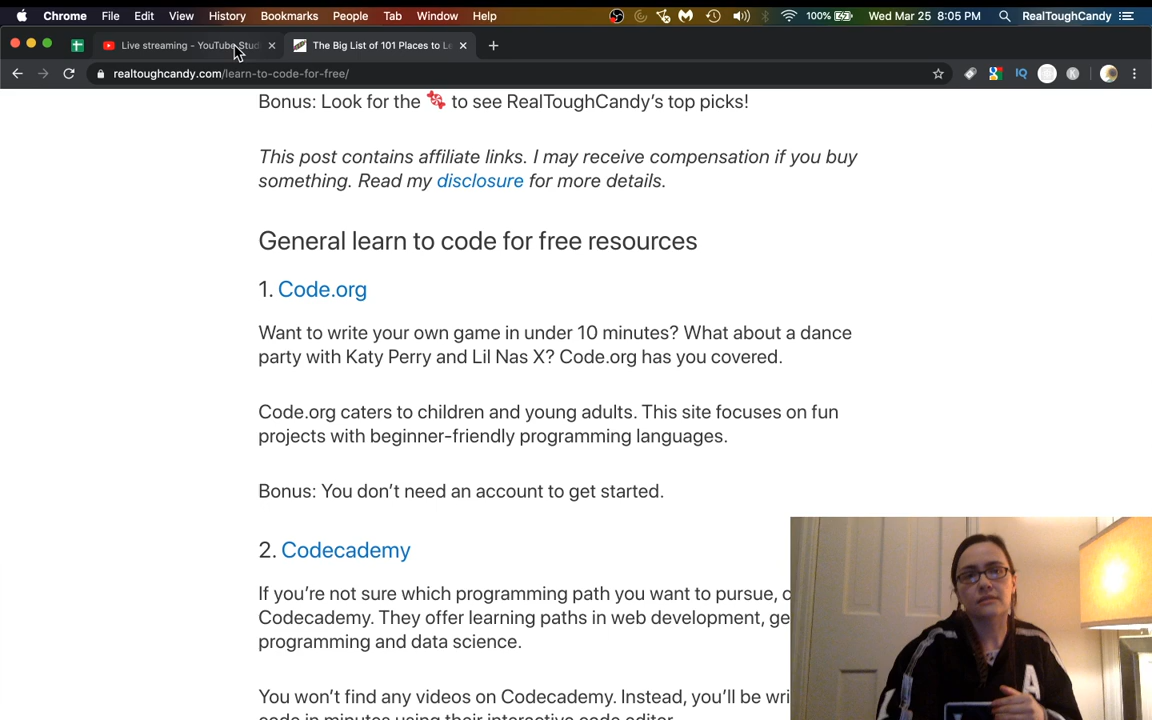 Chrome File Edit View History Bookmarks People Tab Window Help 100% Wed Mar 25 8:05 PM RealToughCandy
Live streaming - YouTube Stud The Big List of 101 Places to Le
realtoughcandy.com/learn-to-code-for-free/ IQ K
Bonus: Look for the to see RealToughCandy's top picks!
This post contains affiliate links. I may receive compensation if you buy
something. Read my disclosure for more details.
General learn to code for free resources
1. Code.org
Want to write your own game in under 10 minutes? What about a dance
party with Katy Perry and Lil Nas X? Code.org has you covered.
Code.org caters to children and young adults. This site focuses on fun
projects with beginner-friendly programming languages.
Bonus: You don't need an account to get started.
2. Codecademy
If you're not sure which programming path you want to pursue,
Codecademy. They offer learning paths in web development, ge
programming and data science.
You won't find any videos on Codecademy. Instead, you'll be wri
code in minutes using their interactive code editor.
A